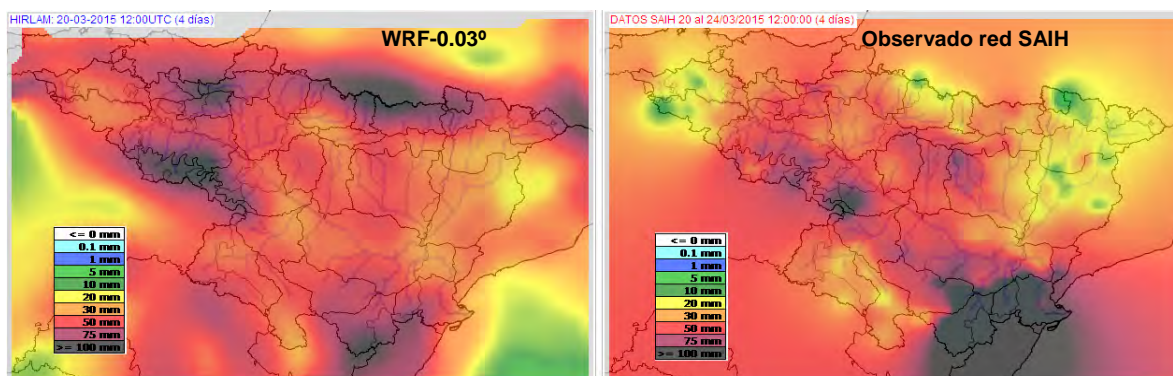 HIRLAM: 20-03-2015 12:00UTC (4 días)
WRF-0.03º
<= 0 mm
0.1 mm
1 mm
5 mm
10 mm
20 mm
30 mm
50 mm
75 mm
>= 100 mm
DATOS SAIH 20 al 24/03/2015 12:00:00 (4 días)
Observado red SAIH
<= 0 mm
0.1 mm
1 mm
5 mm
10 mm
20 mm
30 mm
50 mm
75 mm
>= 100 mm